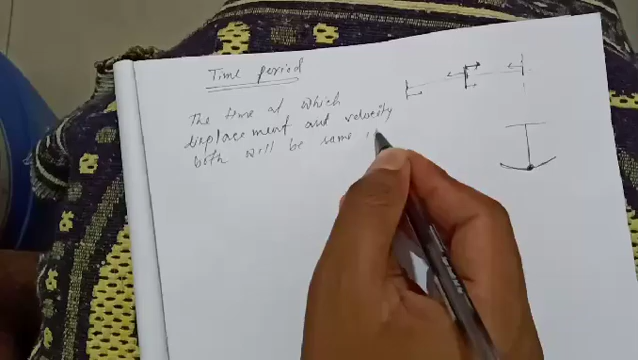 Time period
The time at which
displacement and velocity
both will be same